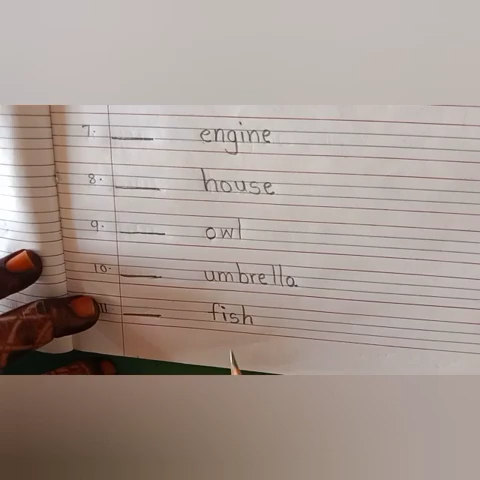 7. ___ engine
8. ___ house
9. ___ owl
10. ___ umbrella
11. ___ fish